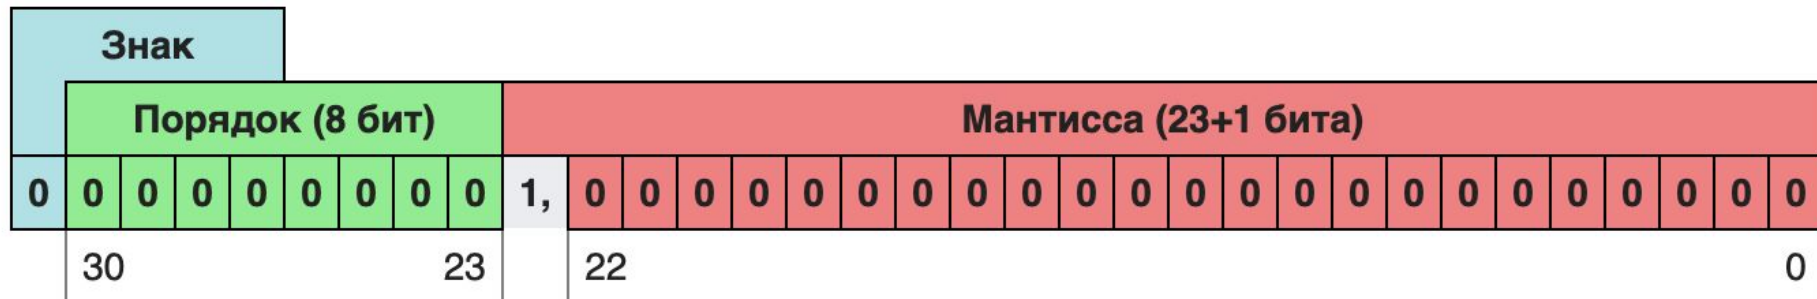 Знак
Порядок (8 бит) Мантисса (23+1 бита)
0 0 0 0 0 0 0 0 0 1, 0 0 0 0 0 0 0 0 0 0 0 0 0 0 0 0 0 0 0 0 0 0 0
30 23 22 0